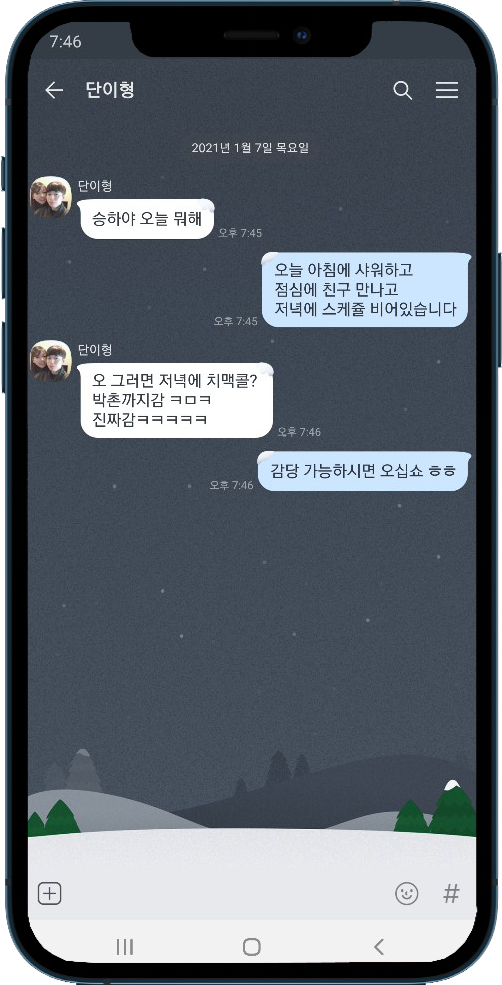 7:46
단이형
2021년 1월 7일 목요일
단이형
승하야 오늘 뭐해
오후 7:45
오늘 아침에 샤워하고
점심에 친구 만나고
저녁에 스케쥴 비어있습니다
오후 7:45
단이형
오 그러면 저녁에 치맥콜?
박촌까지감 ㅋㅁㅋ
진짜감ㅋㅋㅋㅋㅋ
오후 7:46
감당 가능하시면 오십쇼 ㅎㅎ
오후 7:46
#